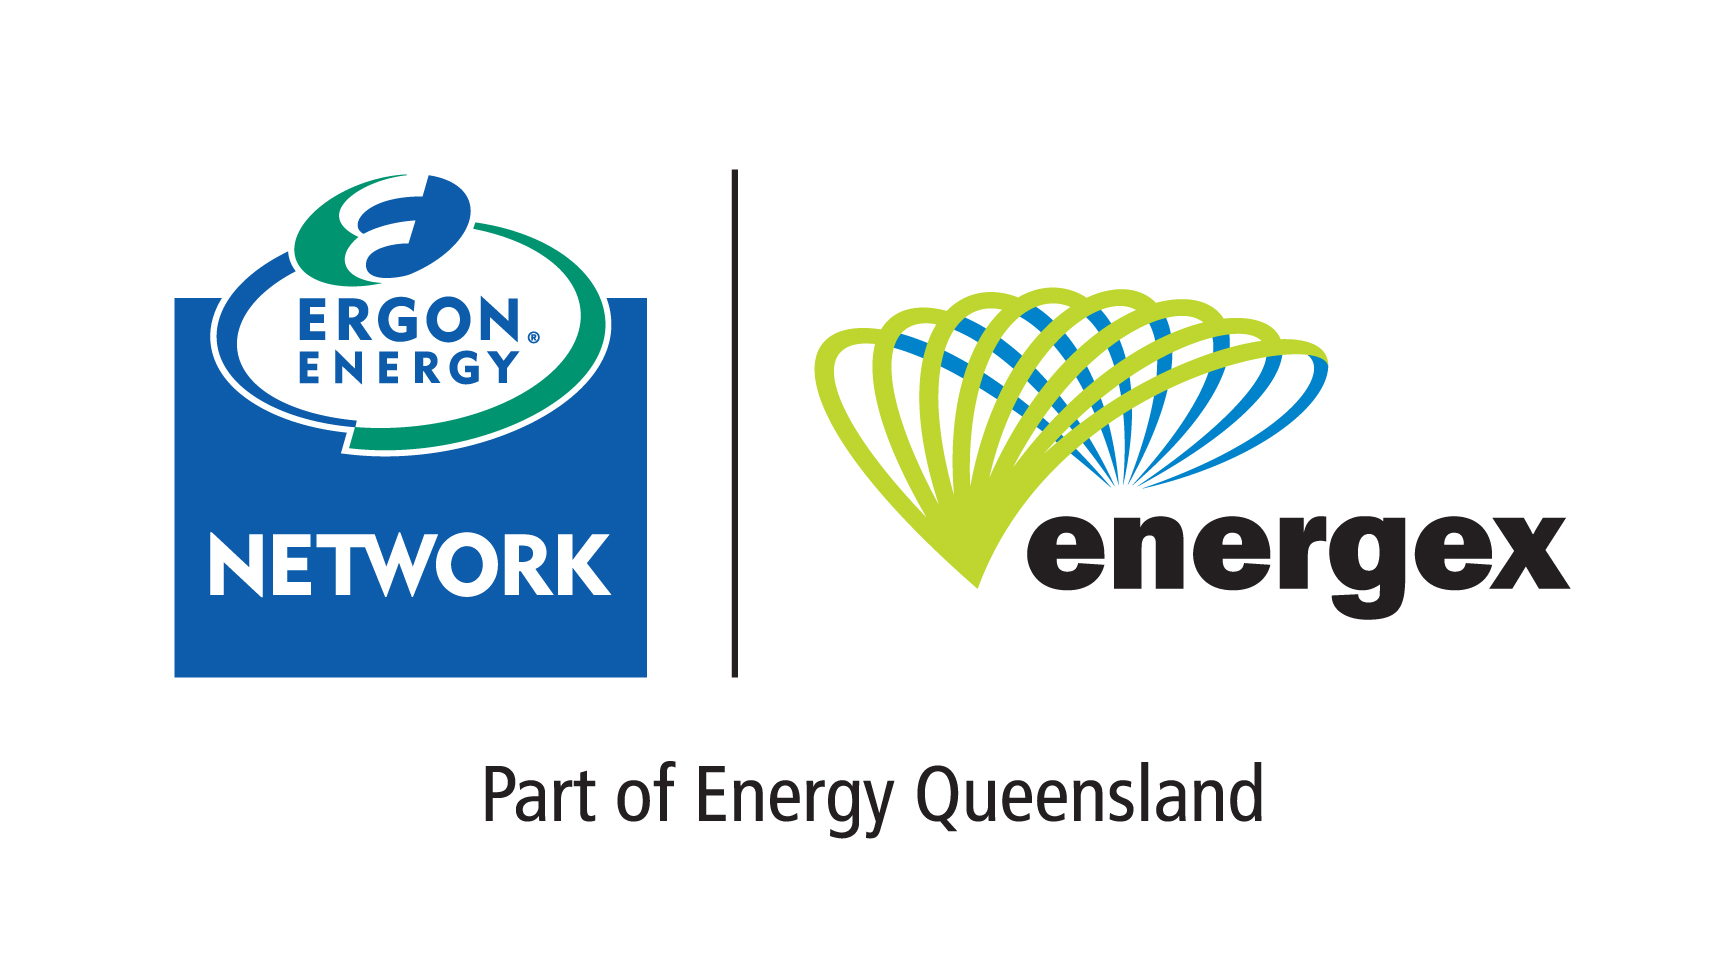 ERGON
ENERGY®
NETWORK
energex
Part of Energy Queensland